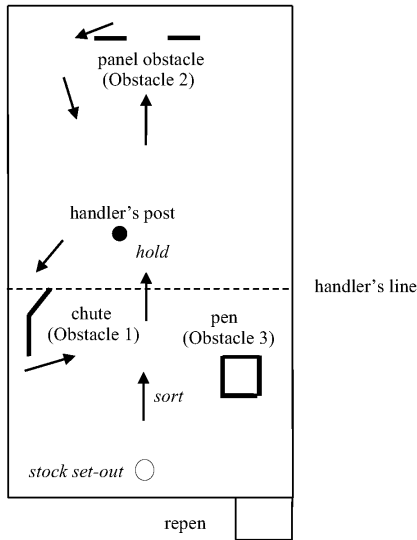 panel obstacle
(Obstacle 2)
handler's post
hold
handler's line
chute
(Obstacle 1)
pen
(Obstacle 3)
sort
stock set-out
repen